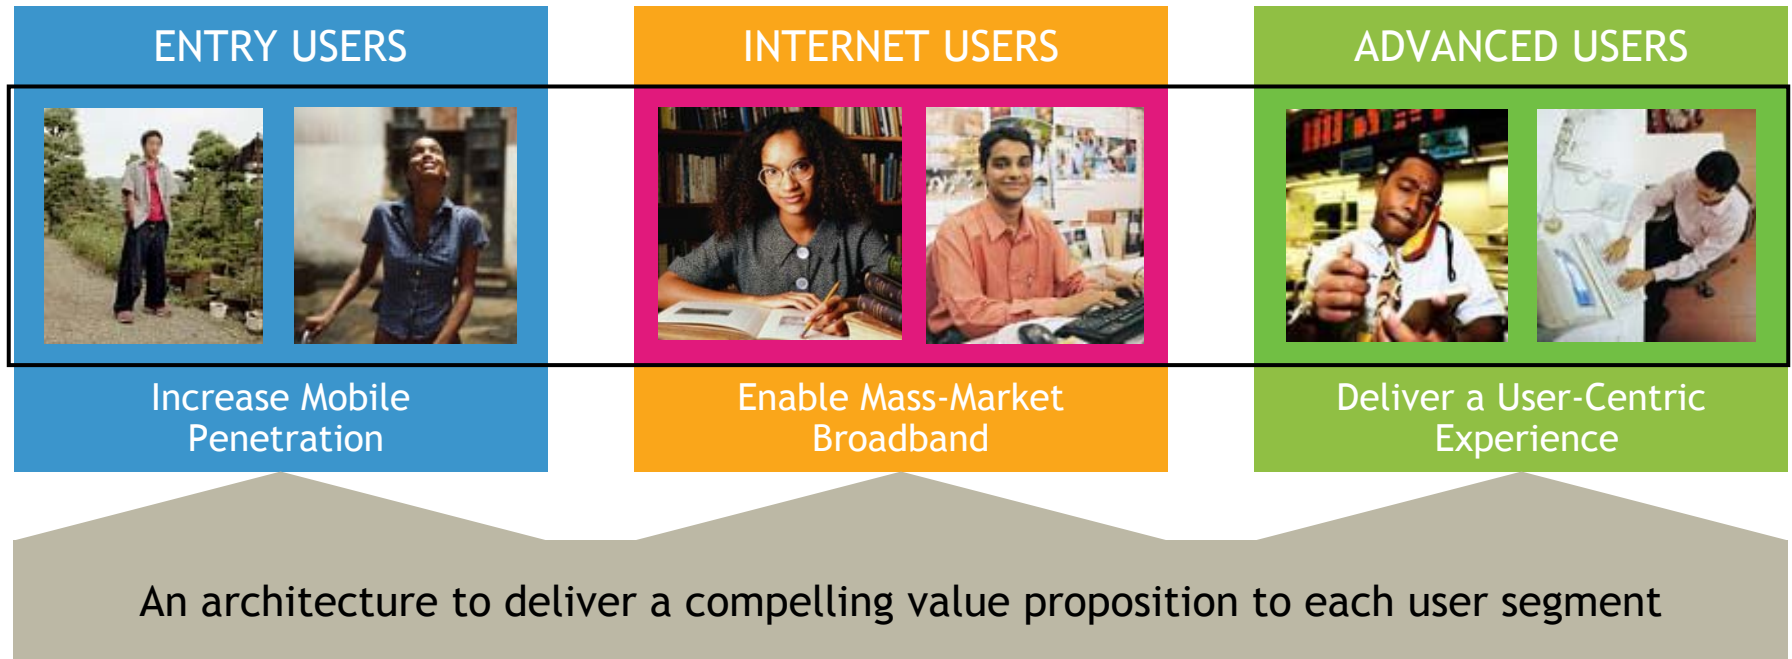 ENTRY USERS
INTERNET USERS
ADVANCED USERS
Increase Mobile
Penetration
Enable Mass-Market
Broadband
Deliver a User-Centric
Experience
An architecture to deliver a compelling value proposition to each user segment